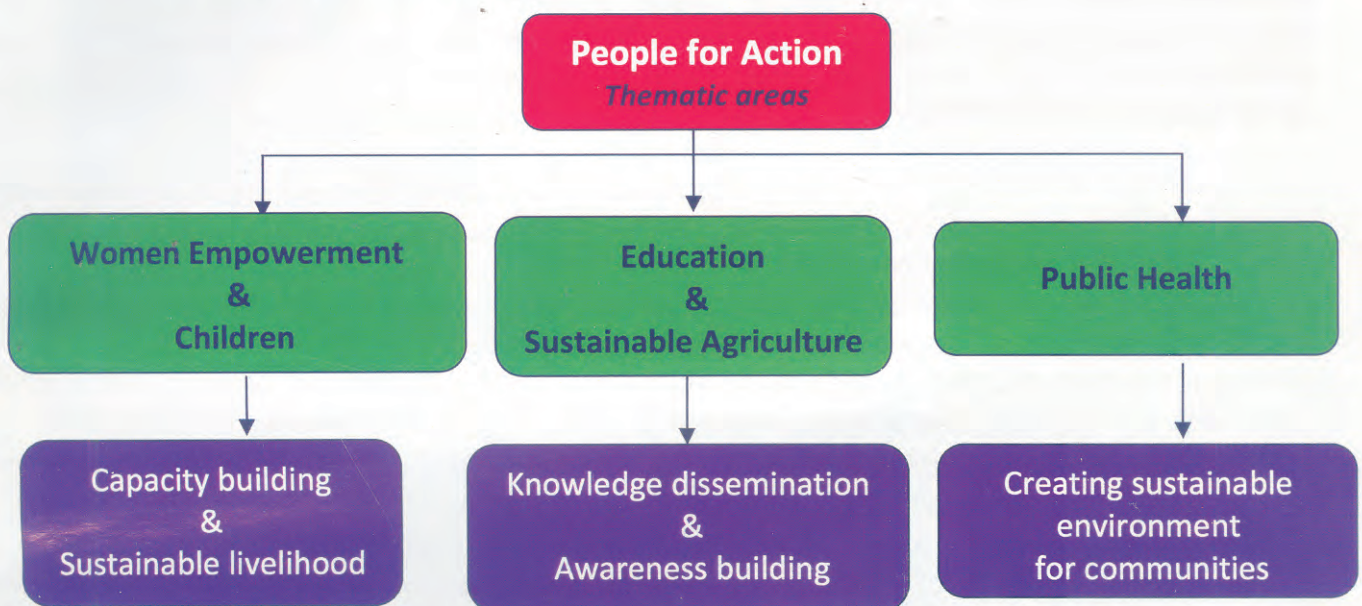 People for Action
Thematic areas
Women Empowerment
&
Children
Education
&
Sustainable Agriculture
Public Health
Capacity building
&
Sustainable livelihood
Knowledge dissemination
&
Awareness building
Creating sustainable
environment
for communities